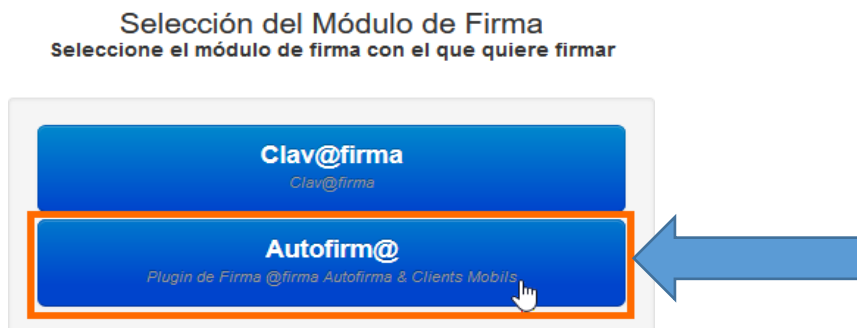 Selección del Módulo de Firma
Seleccione el módulo de firma con el que quiere firmar
Clav@firma
Clav@firma
Autofirm@
Plugin de Firma @firma Autofirma & Clients Mobils